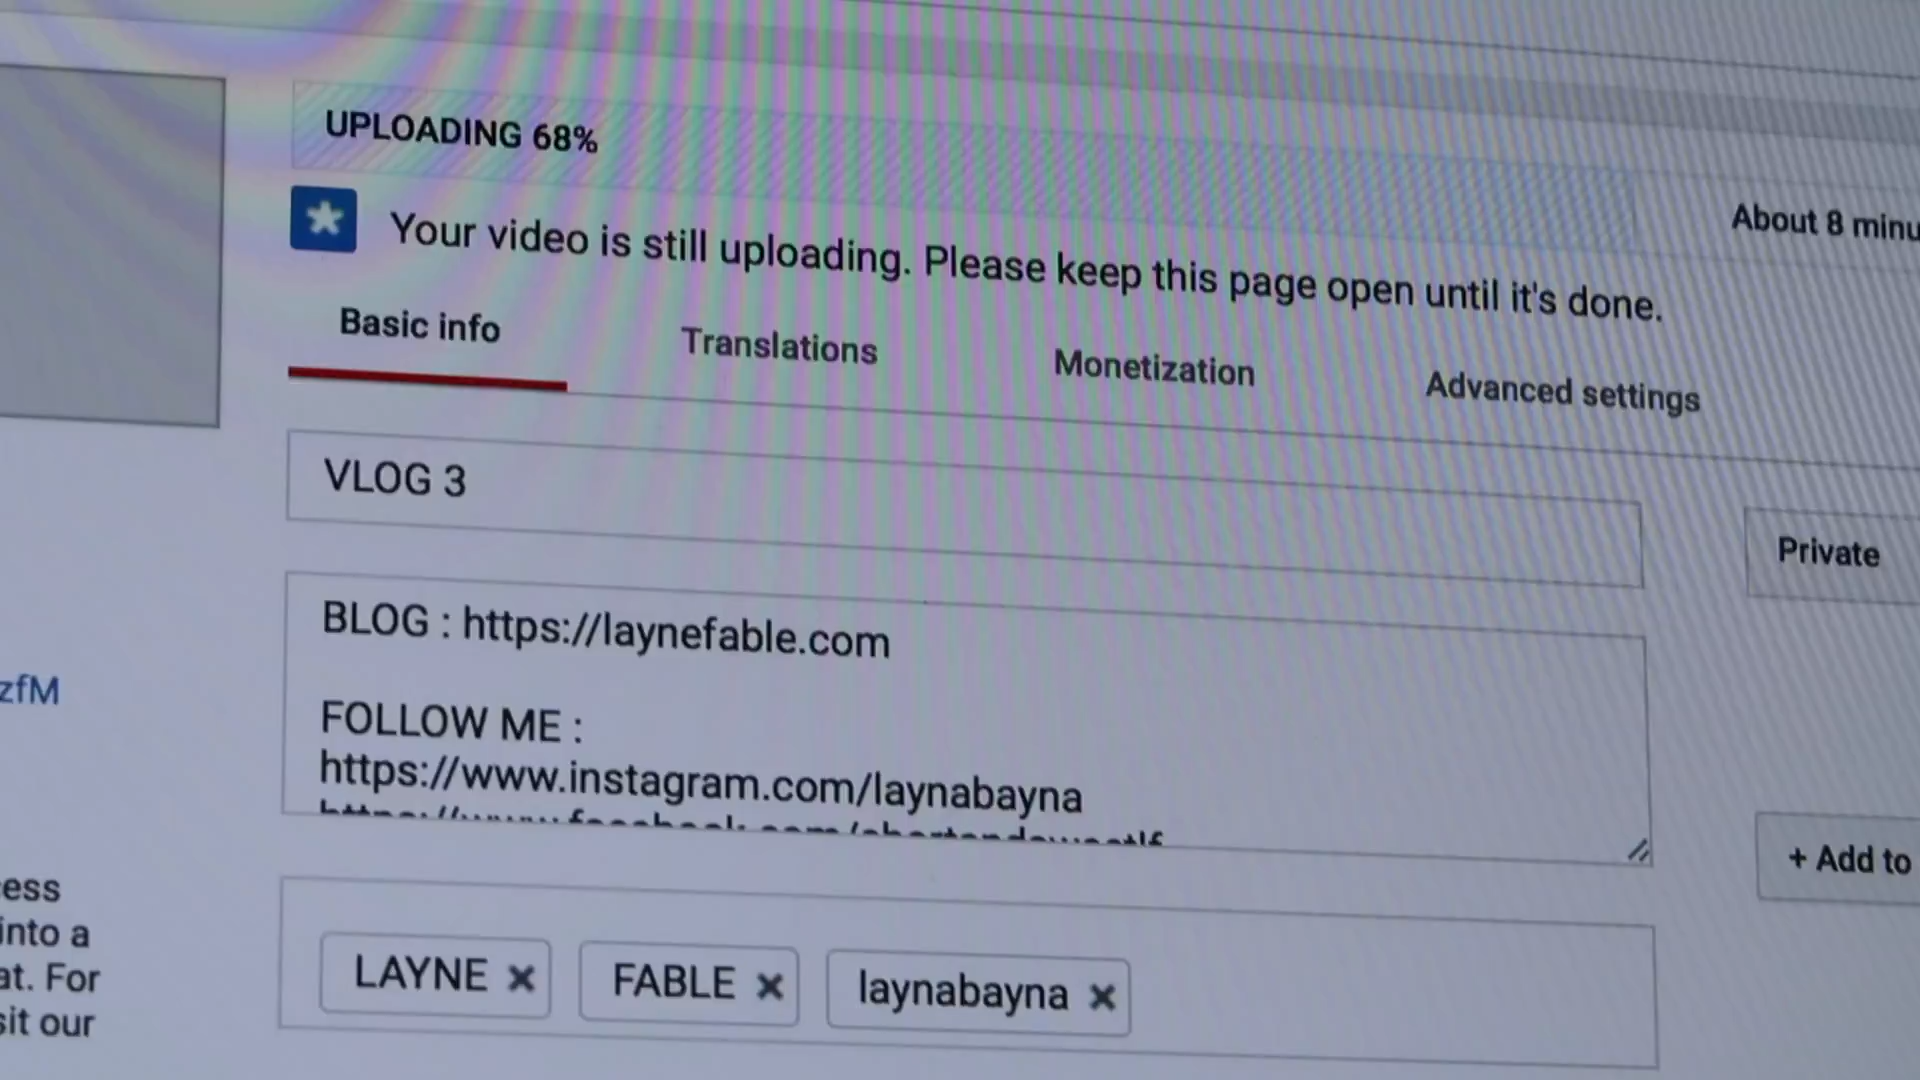 UPLOADING 68%
About 8 minu
Your video is still uploading. Please keep this page open until it's done.
Basic info Translations Monetization Advanced settings
VLOG 3
Private
BLOG : https://laynefable.com
zfM
FOLLOW ME :
https://www.instagram.com/laynabayna
+ Add to
ess
into a
at. For
sit our
LAYNE × FABLE × laynabayna ×